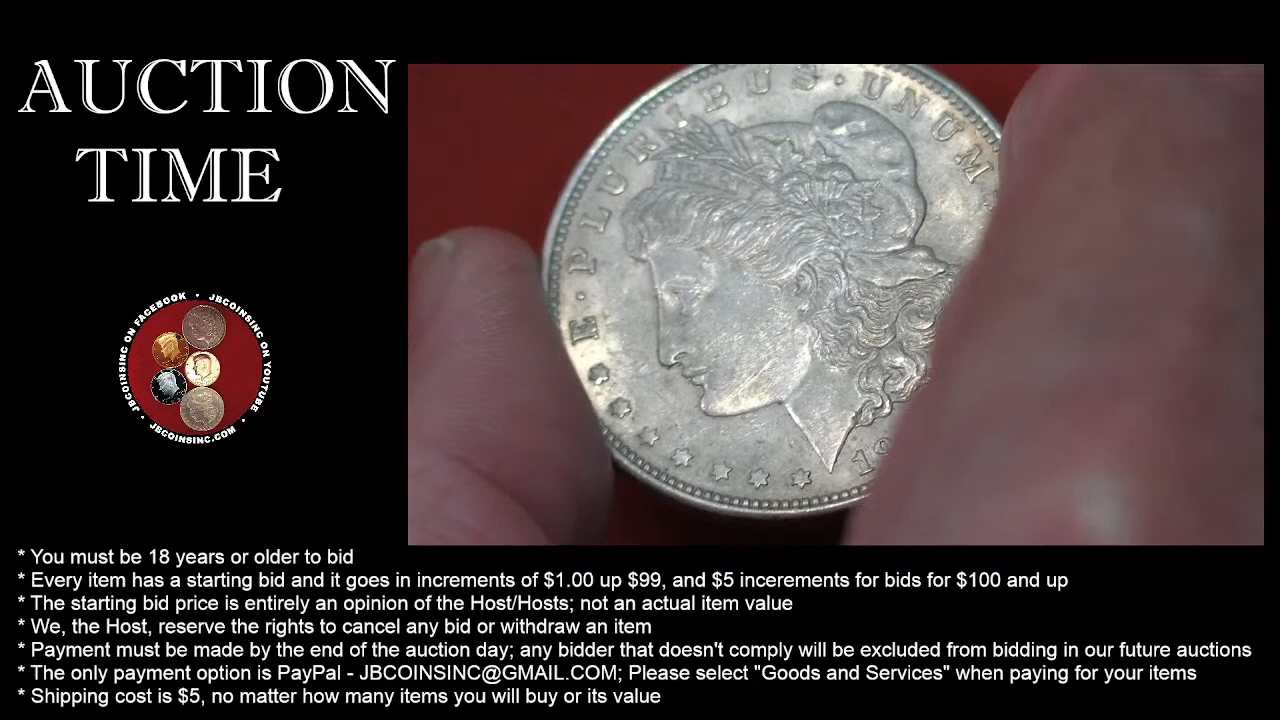 AUCTION
TIME
JBCOINSINC ON FACEBOOK • JBCOINSINC ON YOUTUBE • JBCOINSINC.COM •
E · PLURIBUS · UNUM
* You must be 18 years or older to bid
* Every item has a starting bid and it goes in increments of $1.00 up $99, and $5 incerements for bids for $100 and up
* The starting bid price is entirely an opinion of the Host/Hosts; not an actual item value
* We, the Host, reserve the rights to cancel any bid or withdraw an item
* Payment must be made by the end of the auction day; any bidder that doesn't comply will be excluded from bidding in our future auctions
* The only payment option is PayPal - JBCOINSINC@GMAIL.COM; Please select "Goods and Services" when paying for your items
* Shipping cost is $5, no matter how many items you will buy or its value